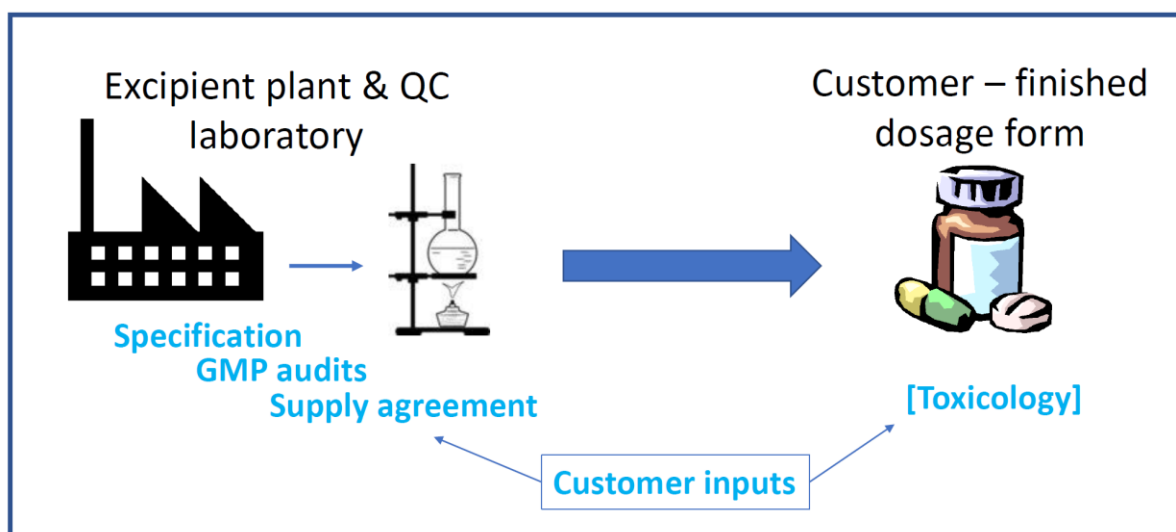 Excipient plant & QC
laboratory
Customer – finished
dosage form
Specification
GMP audits
Supply agreement
[Toxicology]
Customer inputs